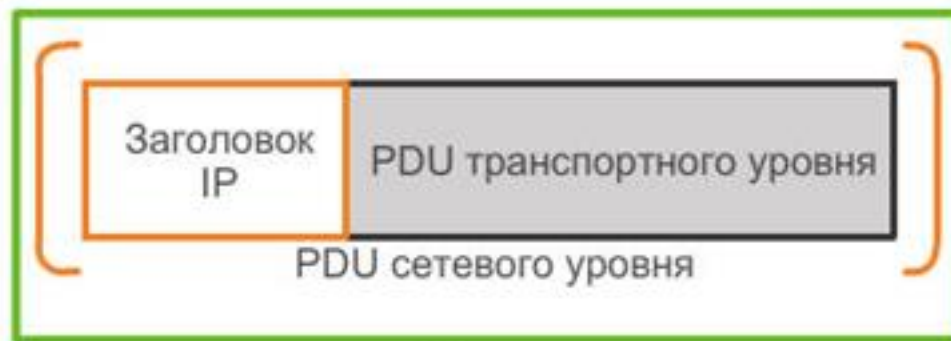 Заголовок
IP
PDU транспортного уровня
PDU сетевого уровня